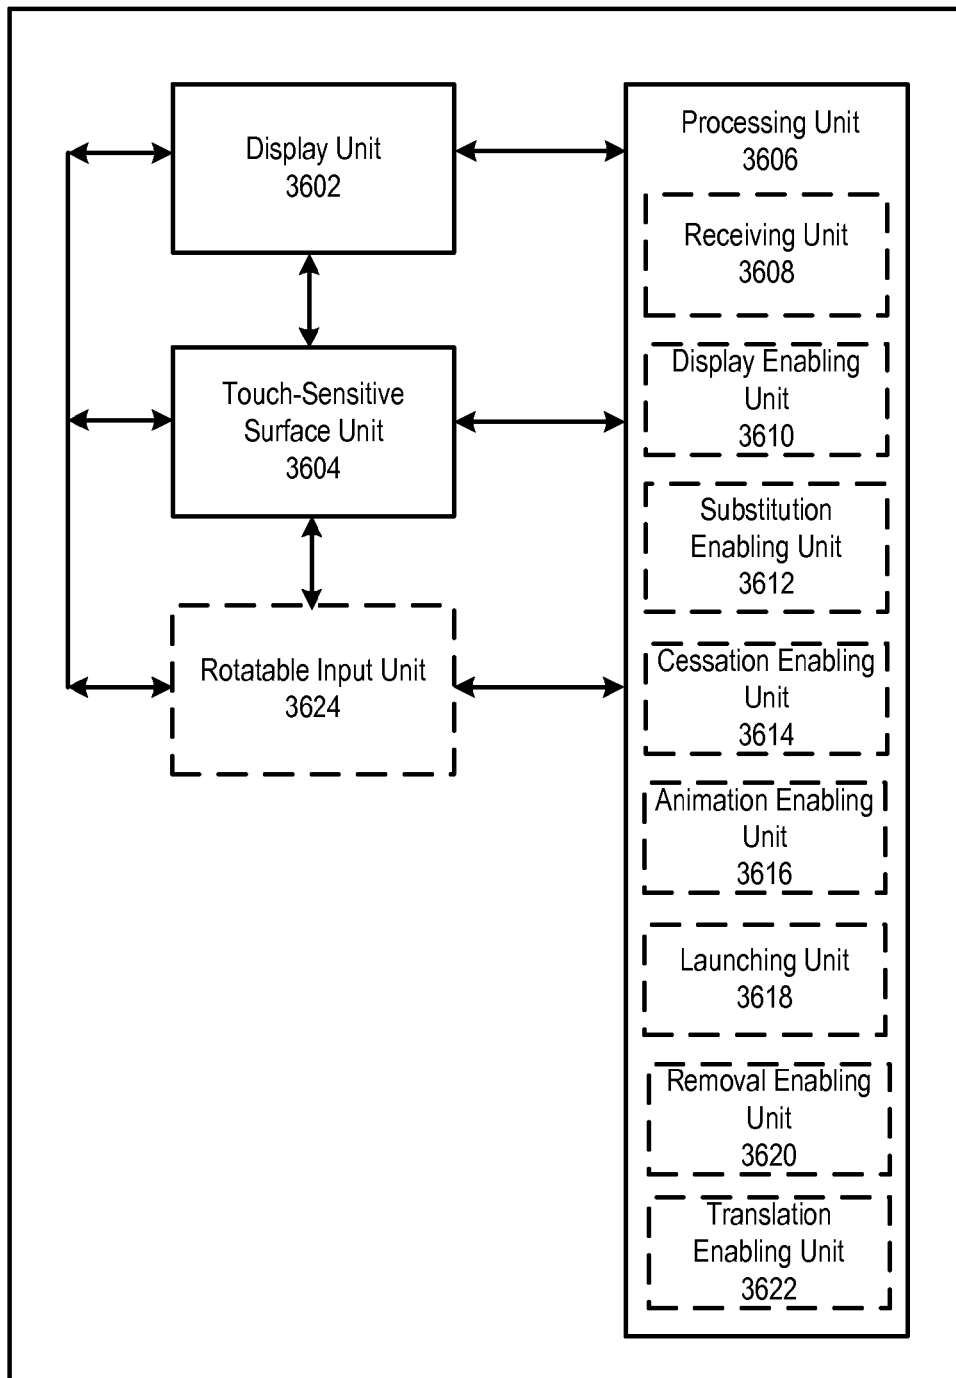 Display Unit
3602
Touch-Sensitive
Surface Unit
3604
Rotatable Input Unit
3624
Processing Unit
3606
Receiving Unit
3608
Display Enabling
Unit
3610
Substitution
Enabling Unit
3612
Cessation Enabling
Unit
3614
Animation Enabling
Unit
3616
Launching Unit
3618
Removal Enabling
Unit
3620
Translation
Enabling Unit
3622